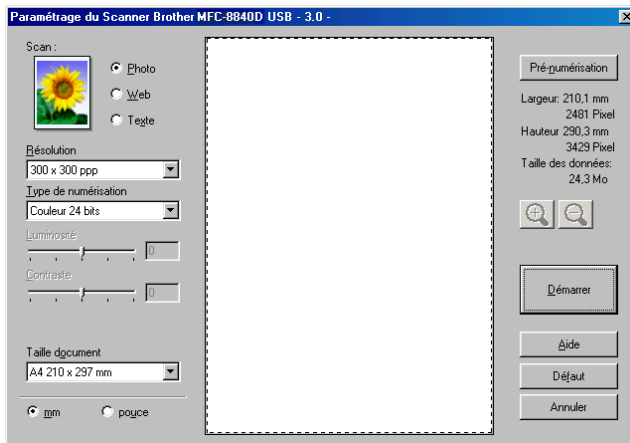 Paramétrage du Scanner Brother MFC-8840D USB - 3.0 -
Scan :
Photo
Web
Texte
Résolution
300 x 300 ppp
Type de numérisation
Couleur 24 bits
Luminosité
0
Contraste
0
Taille document
A4 210 x 297 mm
mm
pouce
Pré-numérisation
Largeur: 210,1 mm
2481 Pixel
Hauteur 290,3 mm
3429 Pixel
Taille des données:
24,3 Mo
Démarrer
Aide
Défaut
Annuler